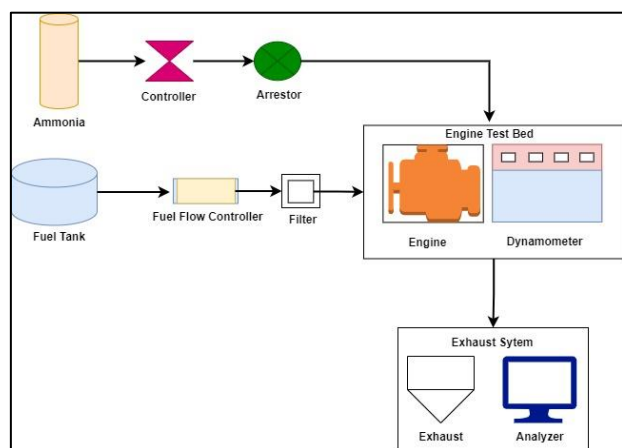 Ammonia
Controller
Arrestor
Engine Test Bed
Fuel Tank
Fuel Flow Controller
Filter
Engine
Dynamometer
Exhaust Sytem
Exhaust
Analyzer